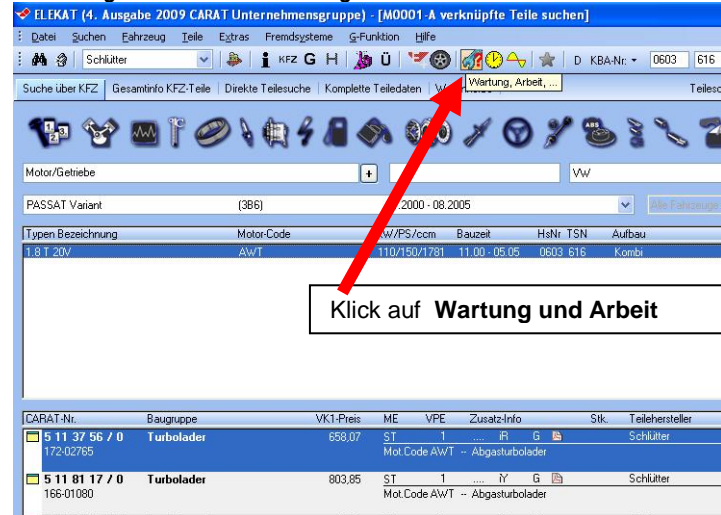 ELEKAT (4. Ausgabe 2009 CARAT Unternehmensgruppe) - [M0001-A verknüpfte Teile suchen]
Datei Suchen Fahrzeug Teile Extras Fremdsysteme G-Funktion Hilfe
Schlütter KFZ G H Ü D KBA-Nr. 0603 616
Wartung, Arbeit, ...
Suche über KFZ Gesamtinfo KFZ-Teile Direkte Teilesuche Komplette Teiledaten
ABS
Motor/Getriebe + VW
PASSAT Variant (3B6) .2000 - 08.2005 Alle Fahrzeuge
Typen Bezeichnung Motor-Code kW/PS/ccm Bauzeit HsNr TSN Aufbau
1.8 T 20V AWT 110/150/1781 11.00 - 05.05 0603 616 Kombi
Klick auf Wartung und Arbeit
CARAT-Nr. Baugruppe VK1-Preis ME VPE Zusatz-Info Stk. Teilehersteller
5 11 37 56 / 0 Turbolader 658,07 ST 1 .... iR G Schlütter
172-02765 Mot.Code AWT -- Abgasturbolader
5 11 81 17 / 0 Turbolader 803,85 ST 1 .... iY G Schlütter
166-01080 Mot.Code AWT -- Abgasturbolader